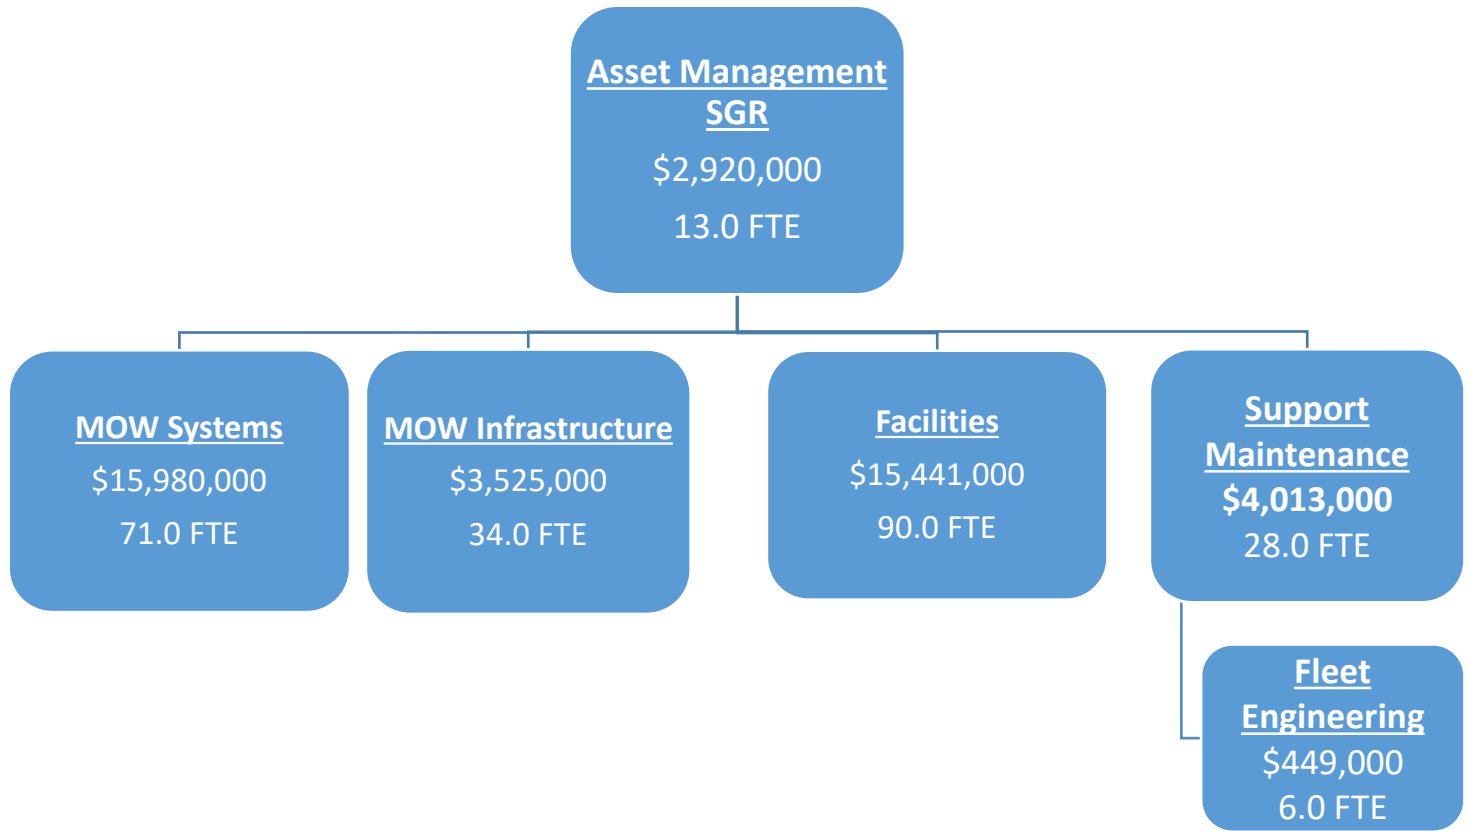 Asset Management
SGR
$2,920,000
13.0 FTE
MOW Systems
$15,980,000
71.0 FTE
MOW Infrastructure
$3,525,000
34.0 FTE
Facilities
$15,441,000
90.0 FTE
Support
Maintenance
$4,013,000
28.0 FTE
Fleet
Engineering
$449,000
6.0 FTE